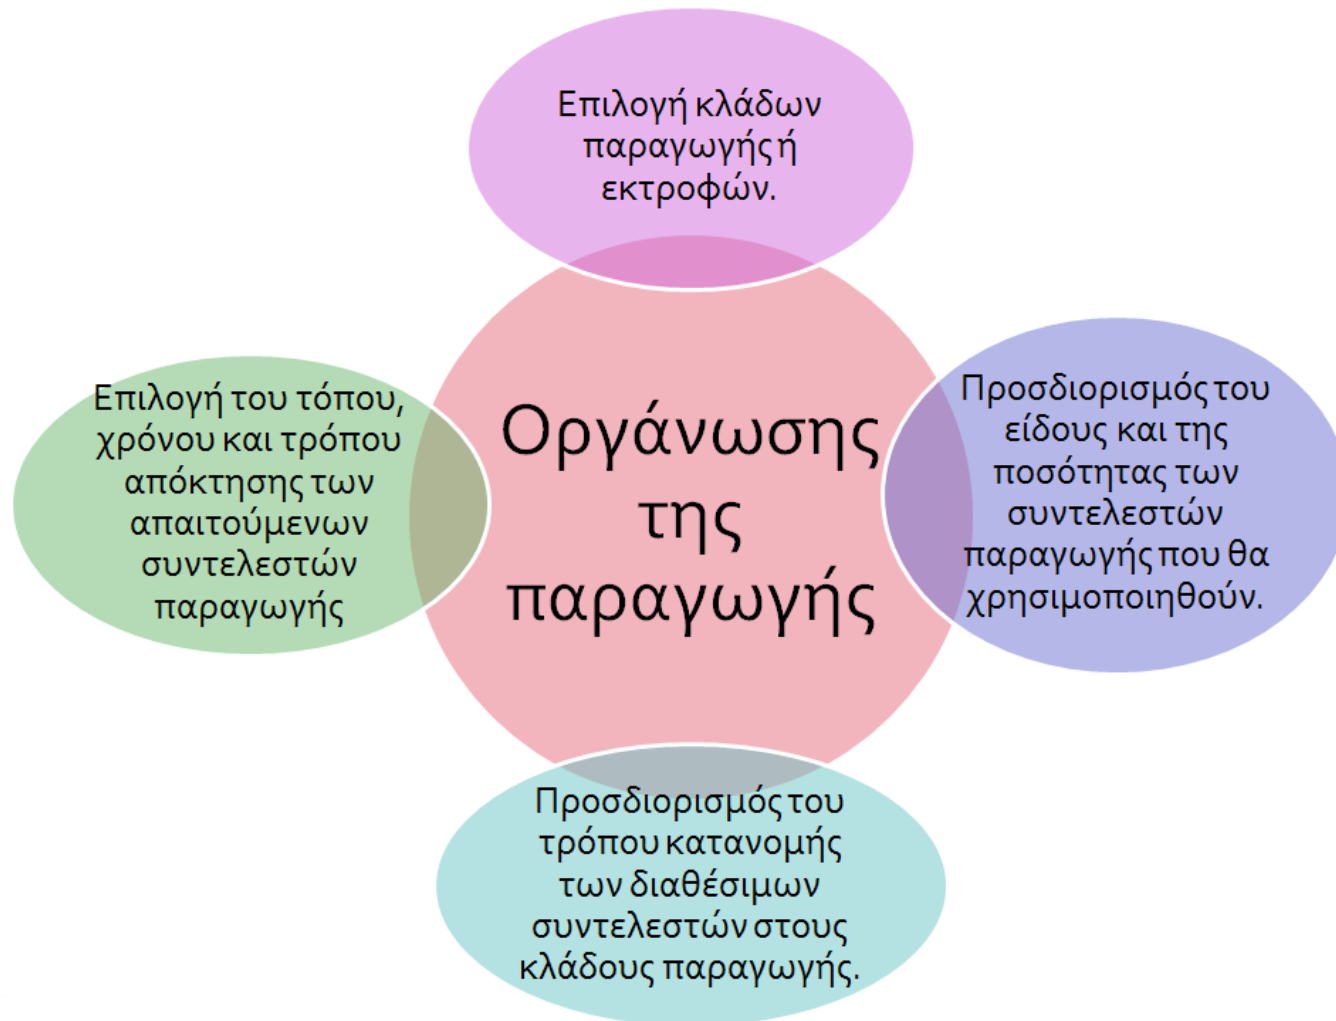 Επιλογή κλάδων
παραγωγής ή
εκτροφών.
Επιλογή του τόπου,
χρόνου και τρόπου
απόκτησης των
απαιτούμενων
συντελεστών
παραγωγής
Οργάνωσης
της
παραγωγής
Προσδιορισμός του
είδους και της
ποσότητας των
συντελεστών
παραγωγής που θα
χρησιμοποιηθούν.
Προσδιορισμός του
τρόπου κατανομής
των διαθέσιμων
συντελεστών στους
κλάδους παραγωγής.